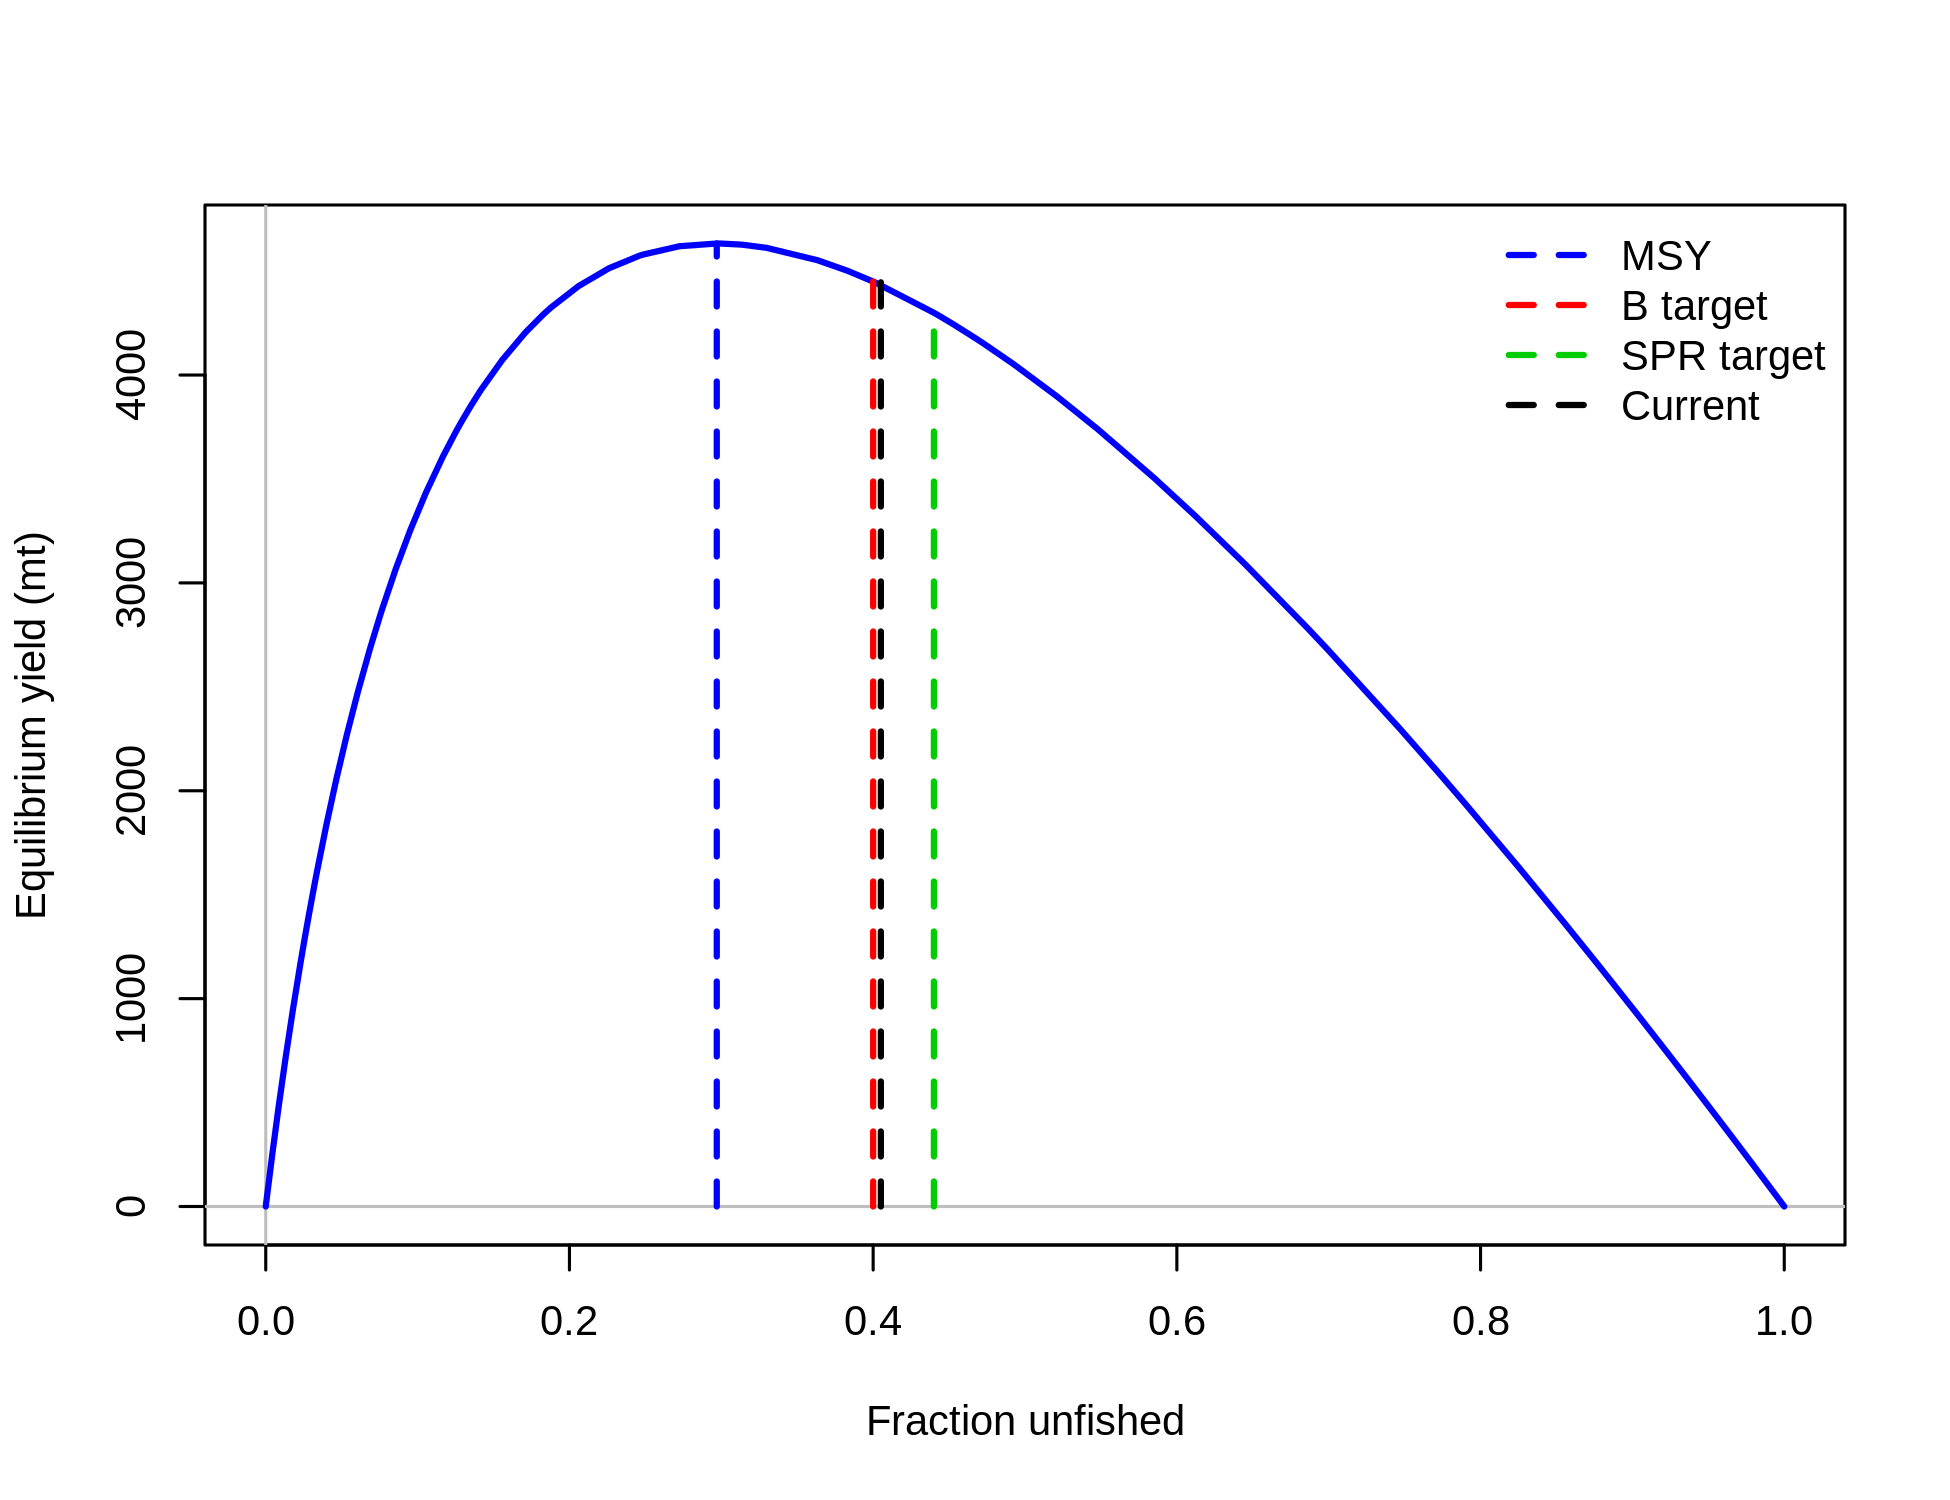 MSY
B target
SPR target
Current
4000
3000
2000
1000
0
Equilibrium yield (mt)
0.0 0.2 0.4 0.6 0.8 1.0
Fraction unfished